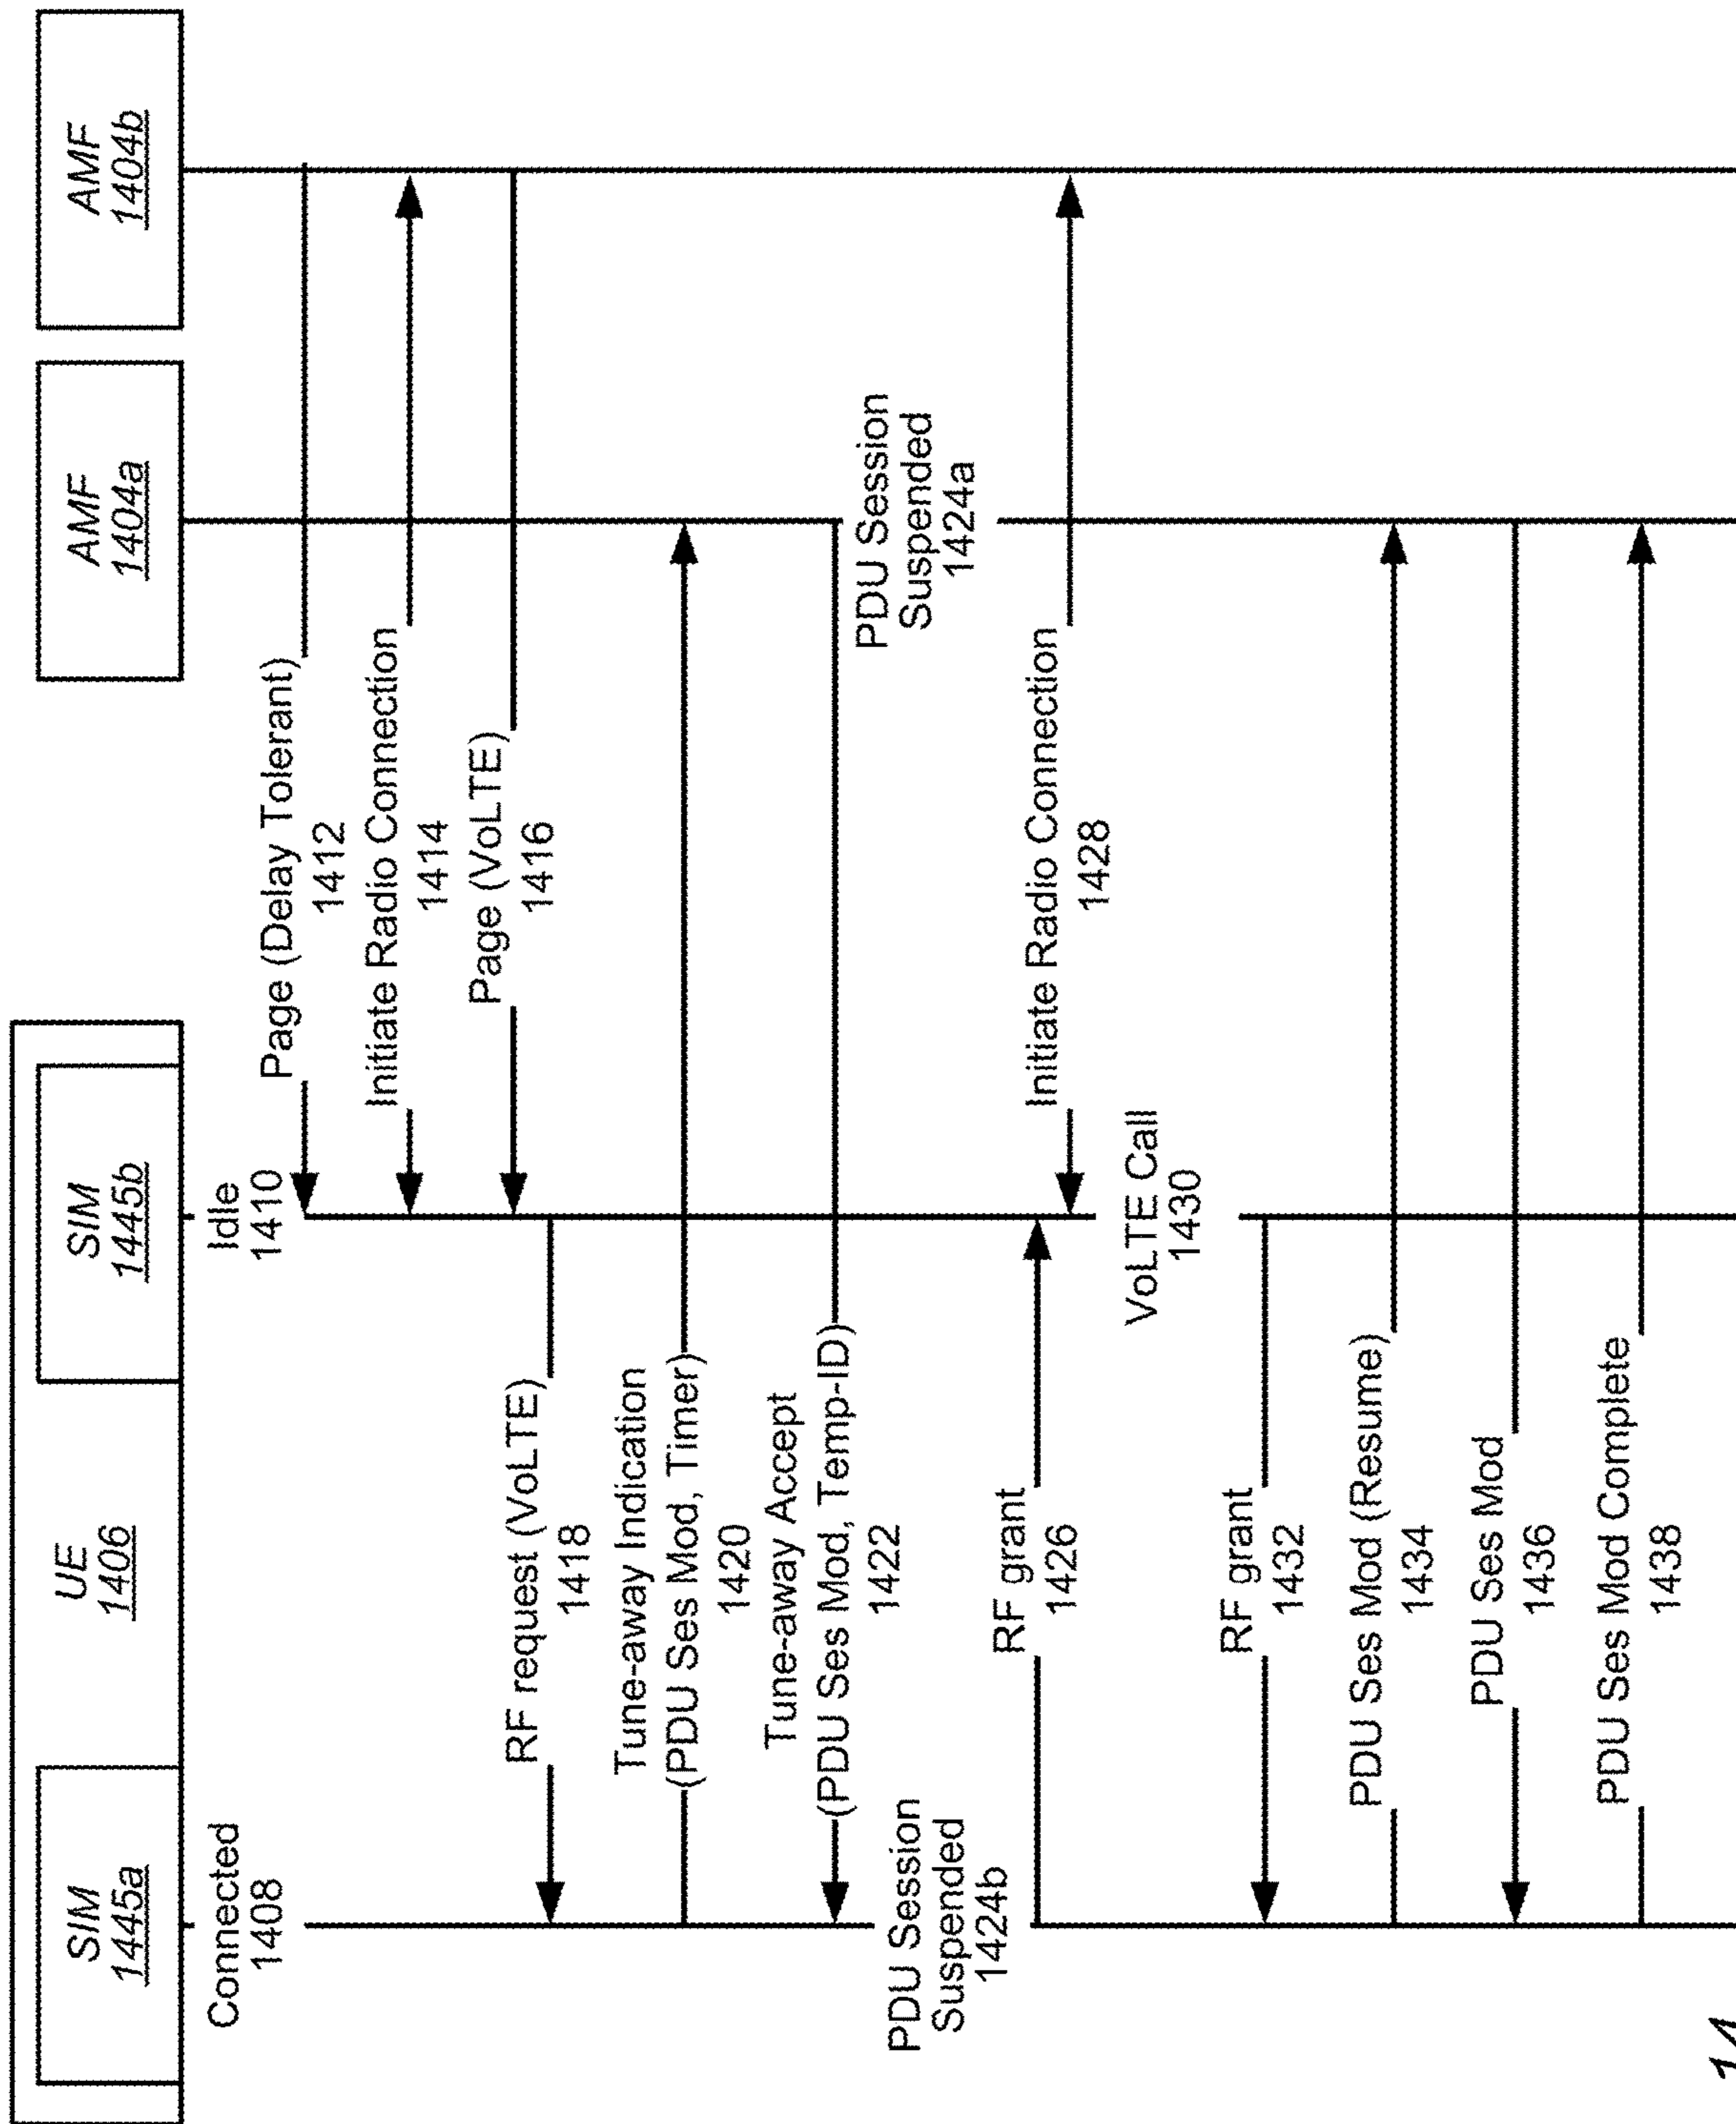 UE
1406
SIM
1445a
SIM
1445b
AMF
1404a
AMF
1404b
Connected
1408
Idle
1410
Page (Delay Tolerant)
1412
Initiate Radio Connection
1414
Page (VoLTE)
1416
RF request (VoLTE)
1418
Tune-away Indication
(PDU Ses Mod, Timer)
1420
Tune-away Accept
(PDU Ses Mod, Temp-ID)
1422
PDU Session
Suspended
1424a
PDU Session
Suspended
1424b
RF grant
1426
Initiate Radio Connection
1428
VoLTE Call
1430
RF grant
1432
PDU Ses Mod (Resume)
1434
PDU Ses Mod
1436
PDU Ses Mod Complete
1438
14